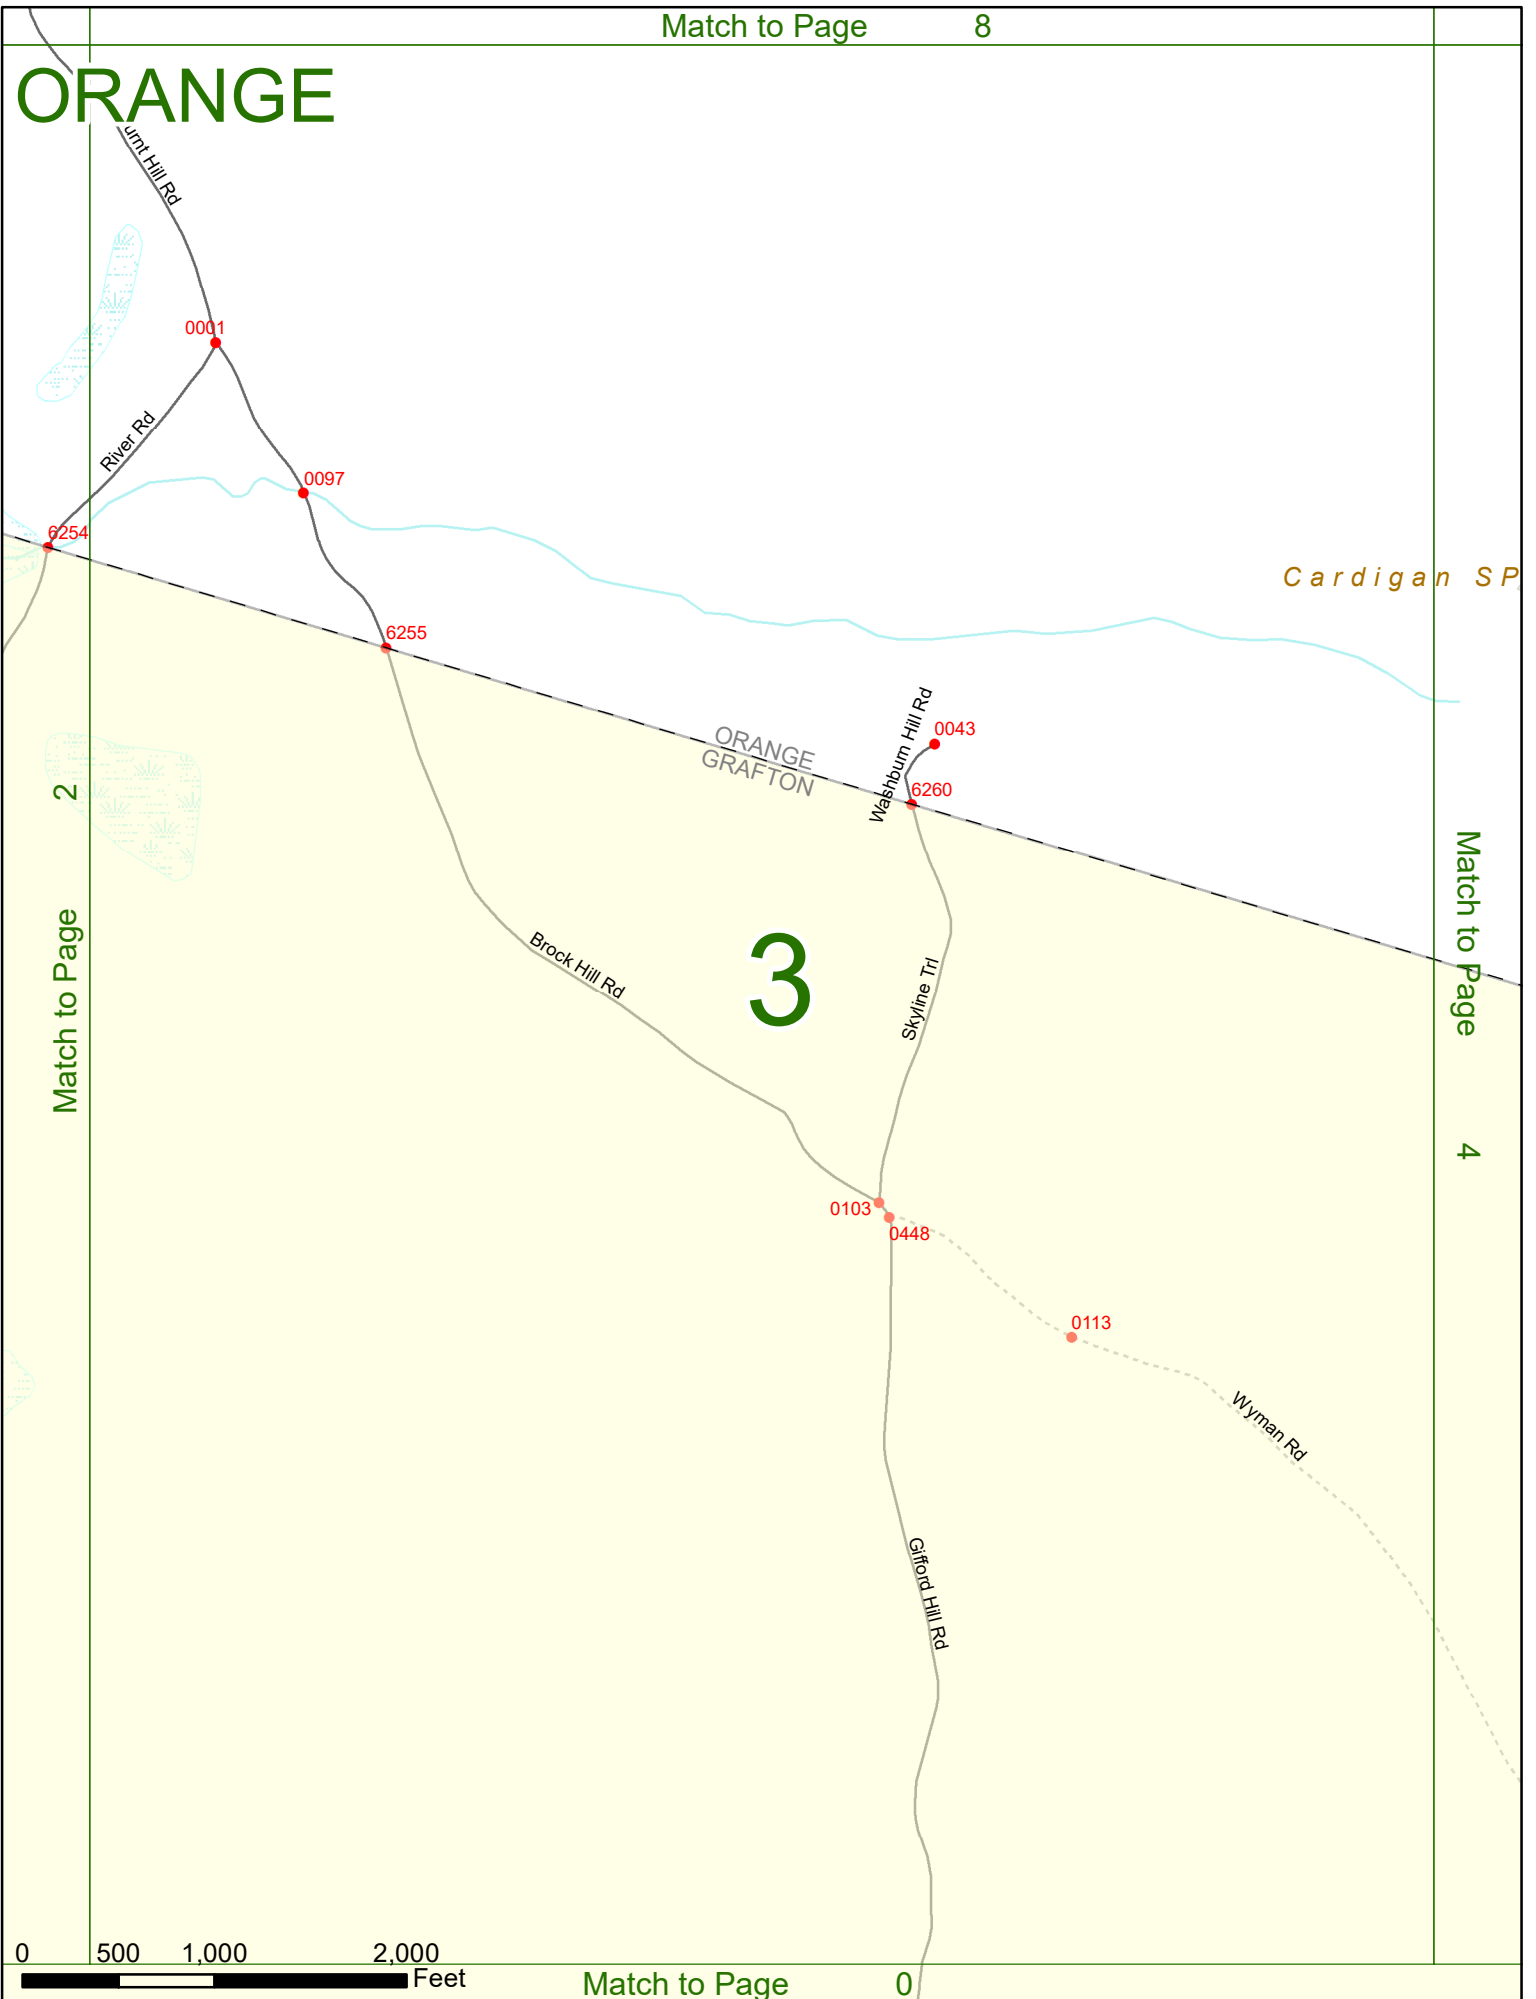 Match to Page 8
ORANGE
urnt Hill Rd
0001
River Rd
0097
6254
Cardigan SP
6255
Washburn Hill Rd
0043
ORANGE
GRAFTON
6260
Match to Page 2
Match to Page 4
3
Brock Hill Rd
Skyline Trl
0103
0448
0113
Wyman Rd
Gifford Hill Rd
0 500 1,000 2,000
Feet
Match to Page 0